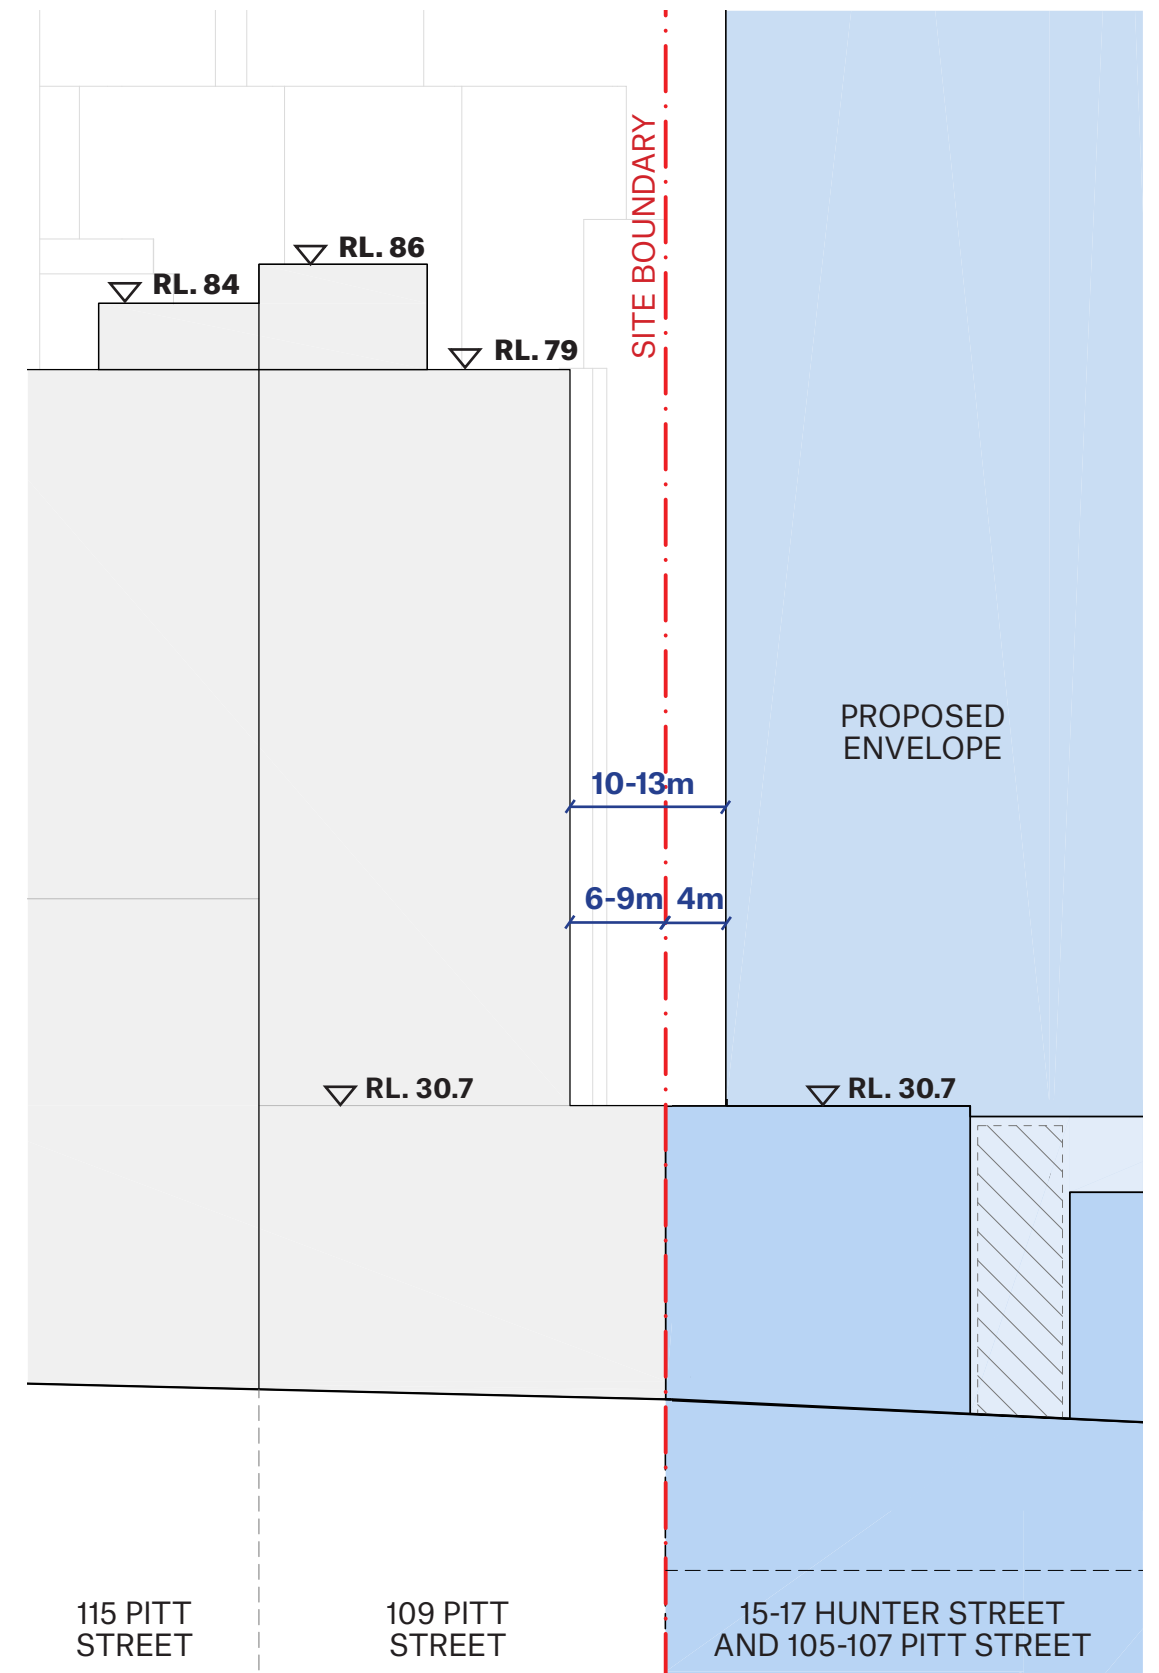 RL. 86
RL. 84
RL. 79
SITE BOUNDARY
PROPOSED
ENVELOPE
10-13m
6-9m
4m
RL. 30.7
RL. 30.7
115 PITT
STREET
109 PITT
STREET
15-17 HUNTER STREET
AND 105-107 PITT STREET